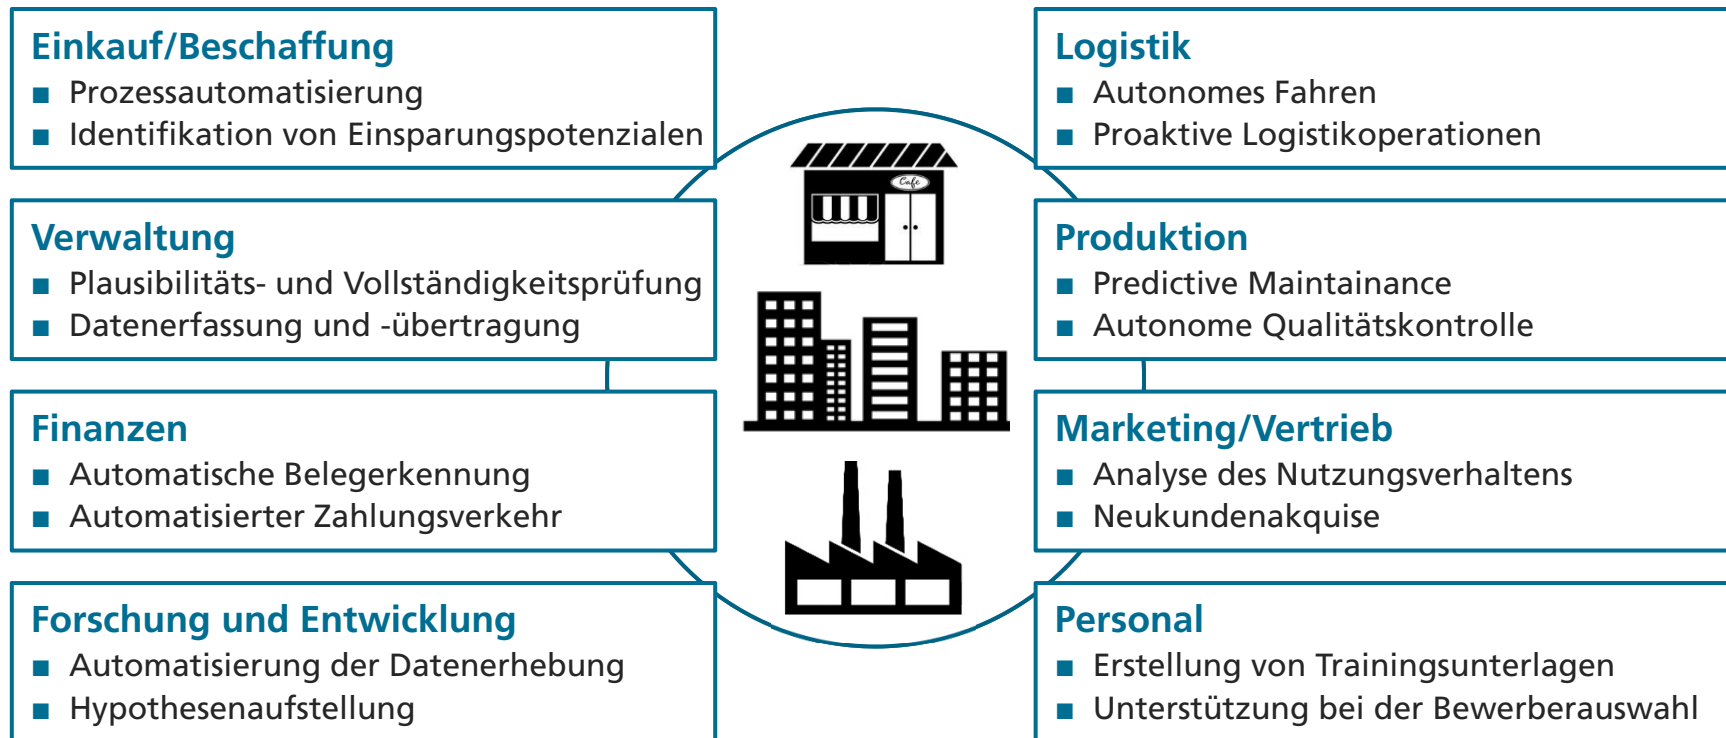 Einkauf/Beschaffung
■ Prozessautomatisierung
■ Identifikation von Einsparungspotenzialen
Verwaltung
■ Plausibilitäts- und Vollständigkeitsprüfung
■ Datenerfassung und -übertragung
Finanzen
■ Automatische Belegerkennung
■ Automatisierter Zahlungsverkehr
Forschung und Entwicklung
■ Automatisierung der Datenerhebung
■ Hypothesenaufstellung
Cafe
Logistik
■ Autonomes Fahren
■ Proaktive Logistikoperationen
Produktion
■ Predictive Maintainance
■ Autonome Qualitätskontrolle
Marketing/Vertrieb
■ Analyse des Nutzungsverhaltens
■ Neukundenakquise
Personal
■ Erstellung von Trainingsunterlagen
■ Unterstützung bei der Bewerberauswahl